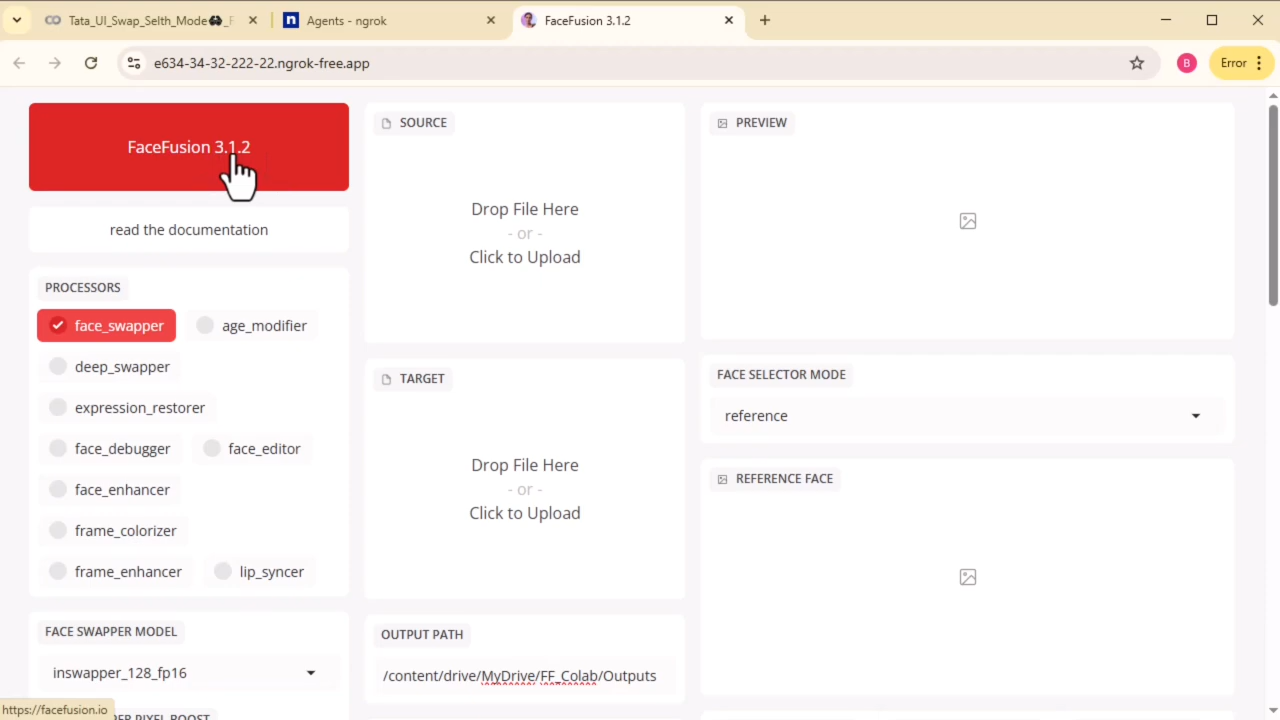 Tata_UI_Swap_Selth_Mode
Agents - ngrok
FaceFusion 3.1.2
e634-34-32-222-22.ngrok-free.app
B
Error
FaceFusion 3.1.2
read the documentation
PROCESSORS
face_swapper
age_modifier
deep_swapper
expression_restorer
face_debugger
face_editor
face_enhancer
frame_colorizer
frame_enhancer
lip_syncer
FACE SWAPPER MODEL
inswapper_128_fp16
PER PIXEL BOOST
https://facefusion.io
SOURCE
Drop File Here
- or -
Click to Upload
TARGET
Drop File Here
- or -
Click to Upload
OUTPUT PATH
/content/drive/MyDrive/FF_Colab/Outputs
PREVIEW
FACE SELECTOR MODE
reference
REFERENCE FACE